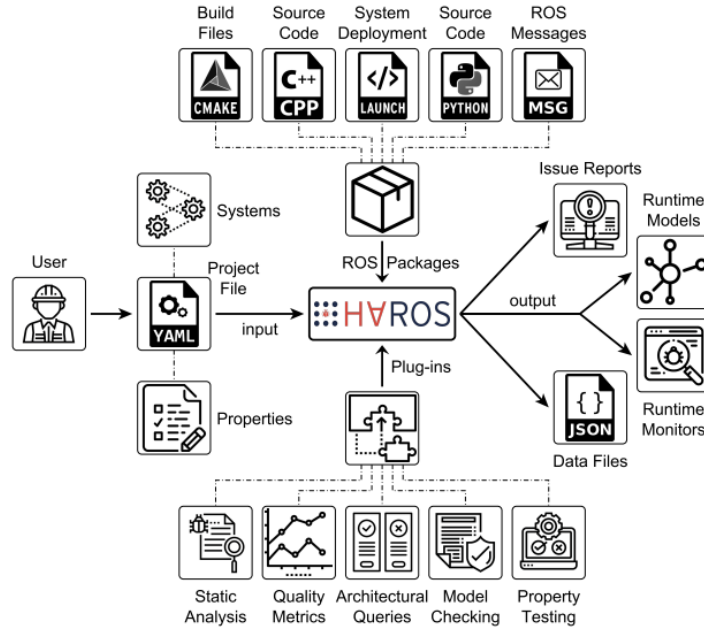 Build Files
Source Code
System Deployment
Source Code
ROS Messages
CMAKE
C++
CPP
</>
LAUNCH
PYTHON
MSG
Systems
User
Project File
YAML
input
Properties
ROS Packages
H∀ROS
Plug-ins
output
Issue Reports
Runtime Models
Runtime Monitors
{ }
JSON
Data Files
Static Analysis
Quality Metrics
Architectural Queries
Model Checking
Property Testing